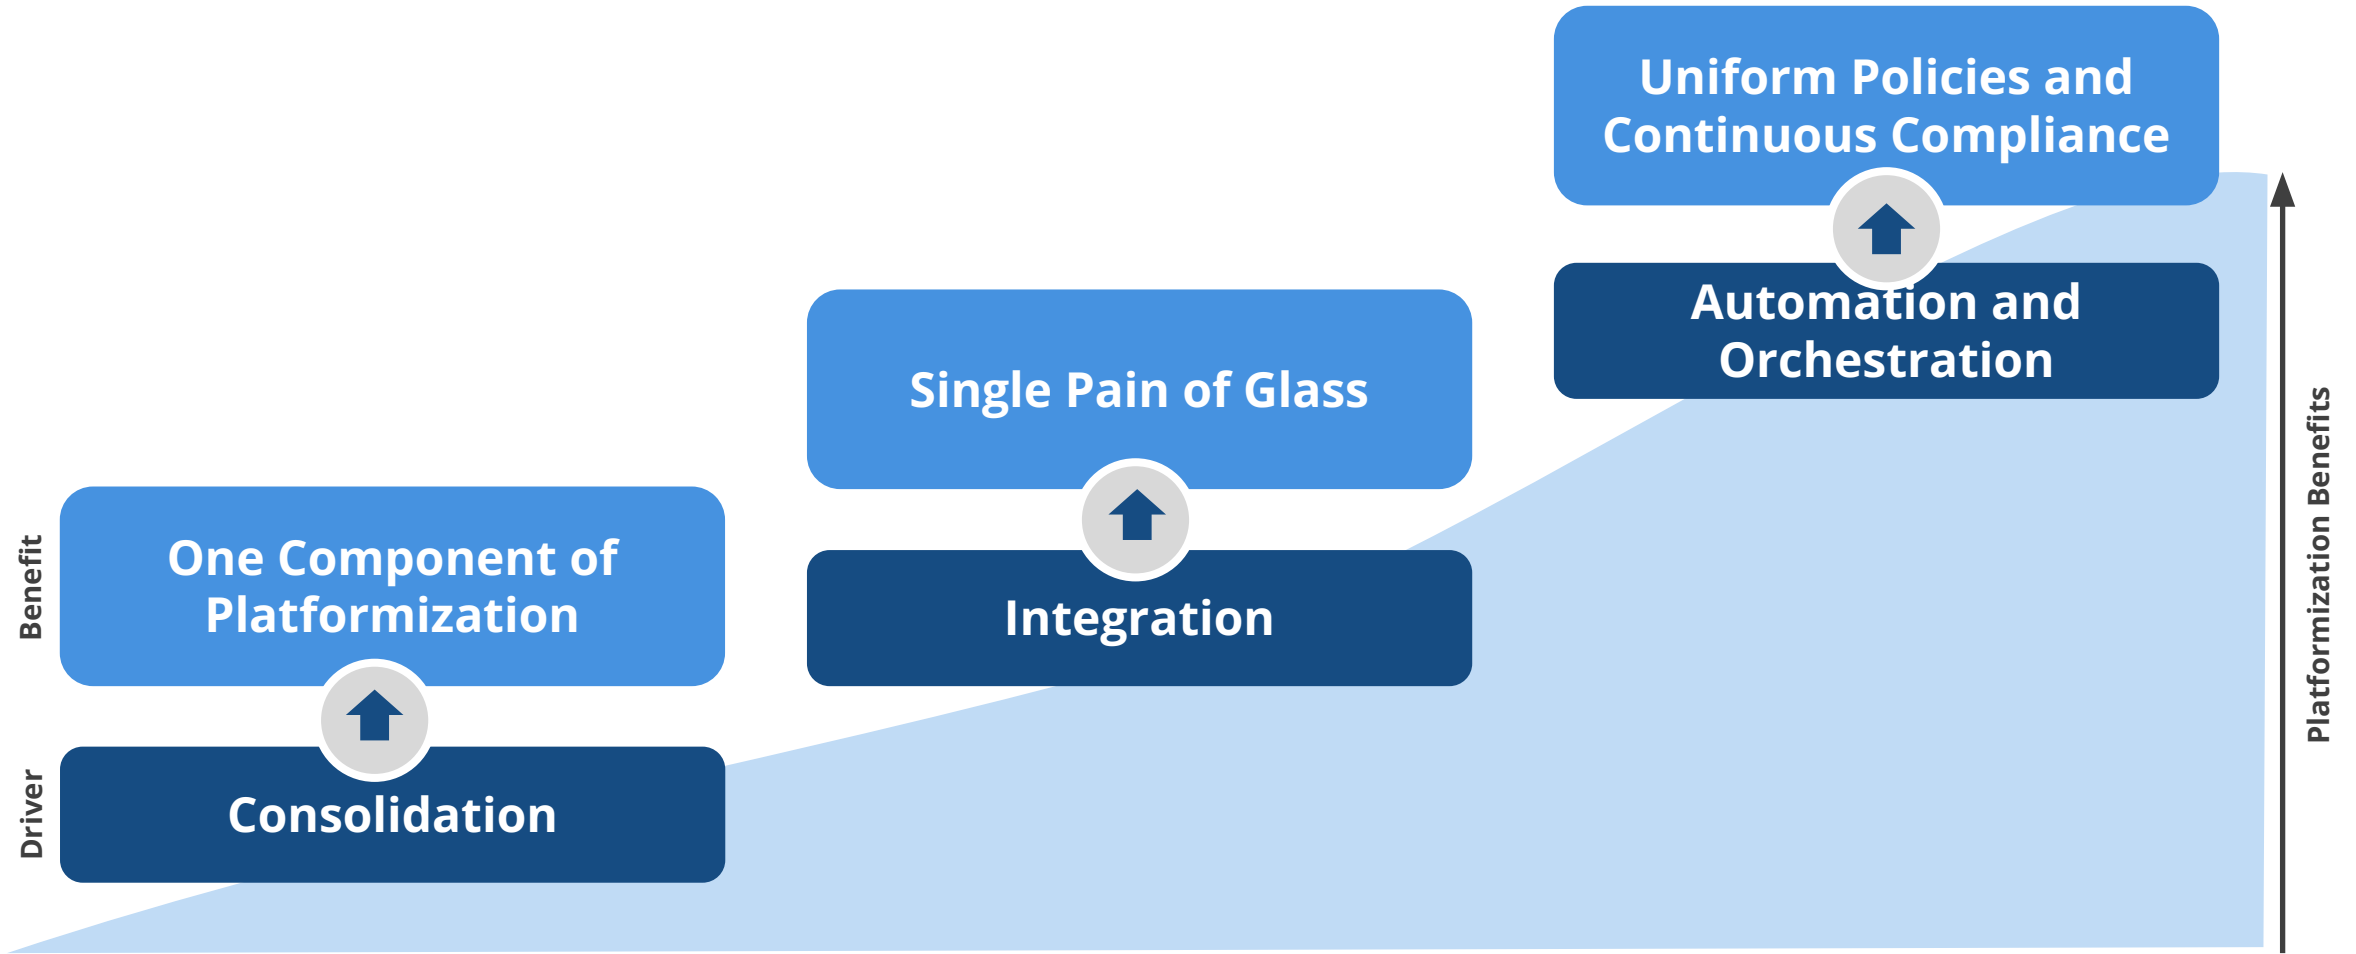 Uniform Policies and
Continuous Compliance
Automation and
Orchestration
Single Pain of Glass
Integration
One Component of
Platformization
Consolidation
Benefit
Driver
Platformization Benefits